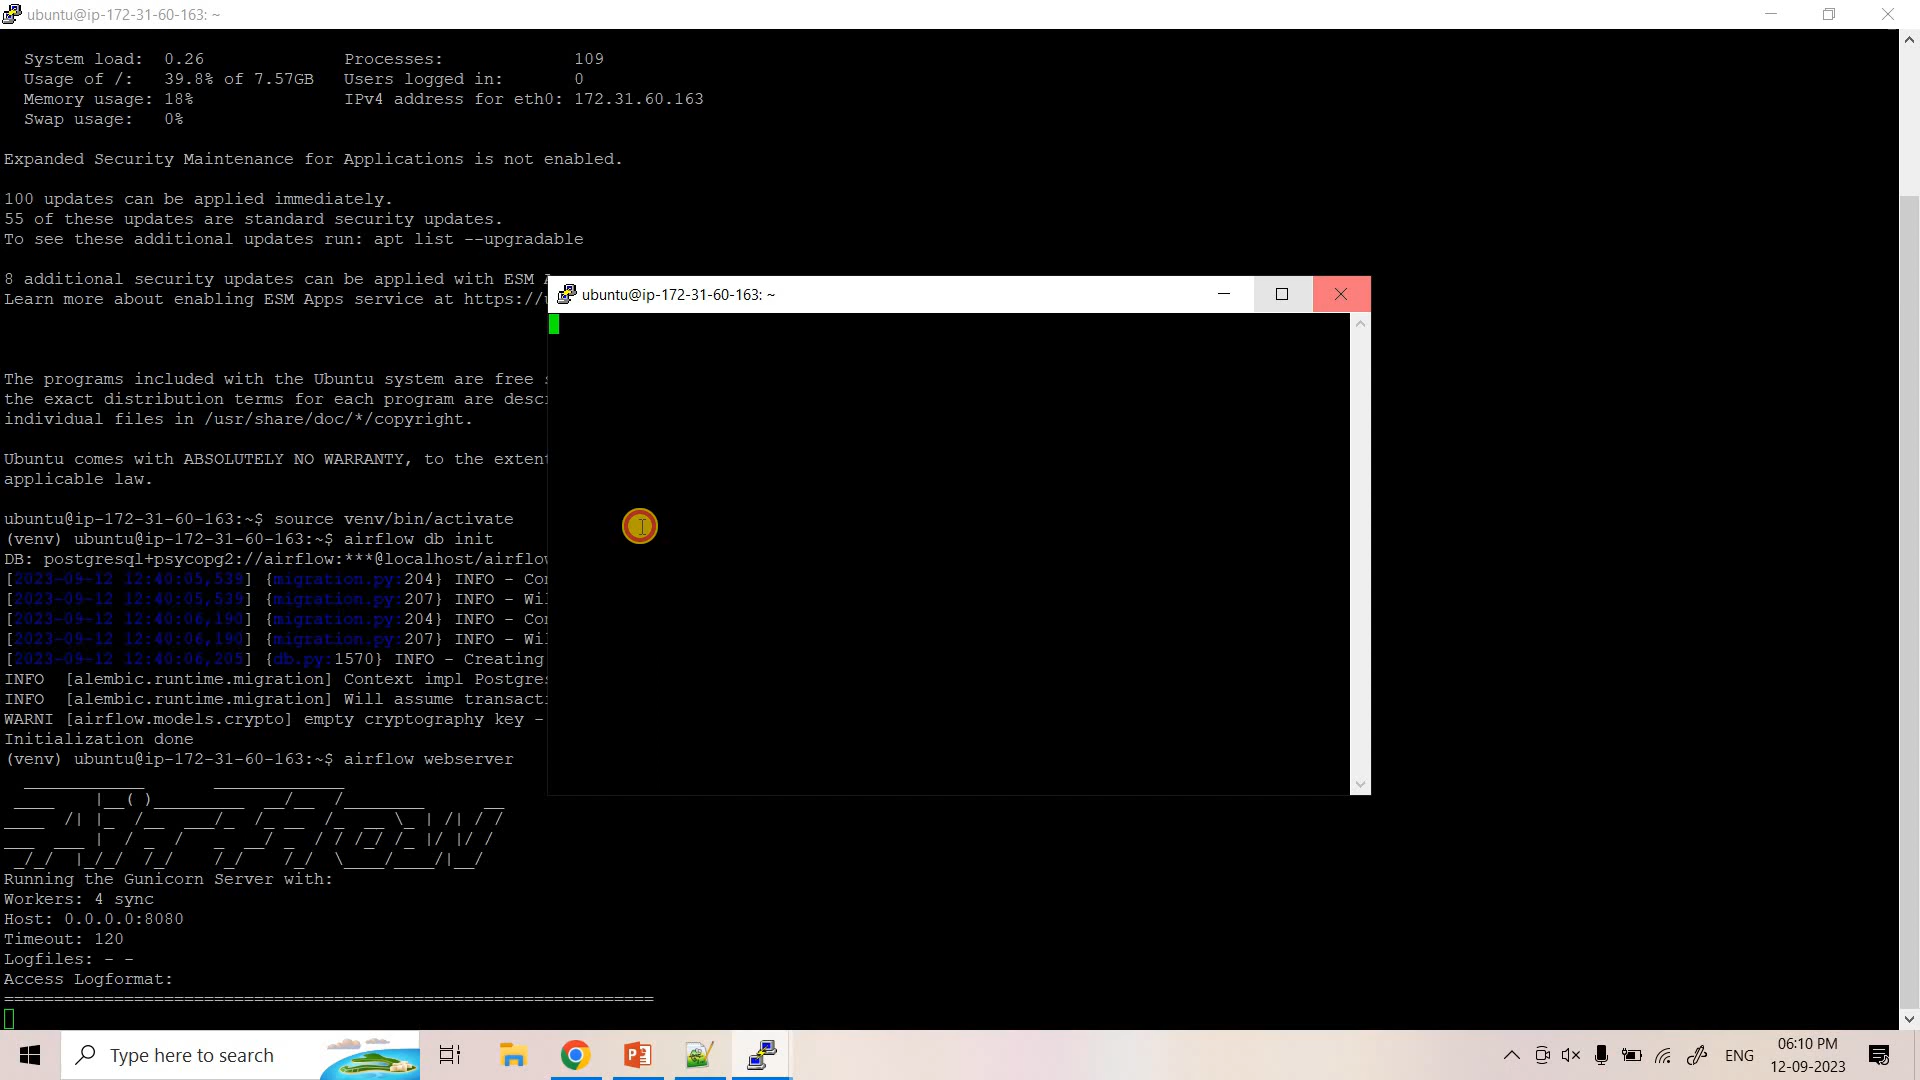 ubuntu@ip-172-31-60-163: ~
System load:  0.26               Processes:             109
Usage of /:   39.8% of 7.57GB   Users logged in:       0
Memory usage: 18%               IPv4 address for eth0: 172.31.60.163
Swap usage:   0%
Expanded Security Maintenance for Applications is not enabled.
100 updates can be applied immediately.
55 of these updates are standard security updates.
To see these additional updates run: apt list --upgradable
8 additional security updates can be applied with ESM
Learn more about enabling ESM Apps service at https://
ubuntu@ip-172-31-60-163: ~
The programs included with the Ubuntu system are free
the exact distribution terms for each program are
individual files in /usr/share/doc/*/copyright.
Ubuntu comes with ABSOLUTELY NO WARRANTY, to the extent
applicable law.
ubuntu@ip-172-31-60-163:~$ source venv/bin/activate
(venv) ubuntu@ip-172-31-60-163:~$ airflow db init
DB: postgresql+psycopg2://airflow:***@localhost/airflow
[2023-09-12 12:40:05,539] {migration.py:204} INFO - Con
[2023-09-12 12:40:05,539] {migration.py:207} INFO - Wil
[2023-09-12 12:40:06,190] {migration.py:204} INFO - Con
[2023-09-12 12:40:06,190] {migration.py:207} INFO - Wil
[2023-09-12 12:40:06,205] {db.py:1570} INFO - Creating
INFO  [alembic.runtime.migration] Context impl Postgres
INFO  [alembic.runtime.migration] Will assume transacti
WARNI [airflow.models.crypto] empty cryptography key -
Initialization done
(venv) ubuntu@ip-172-31-60-163:~$ airflow webserver
Airflow
Running the Gunicorn Server with:
Workers: 4 sync
Host: 0.0.0.0:8080
Timeout: 120
Logfiles: - -
Access Logformat:
=================================================================
Type here to search
ENG
06:10 PM
12-09-2023